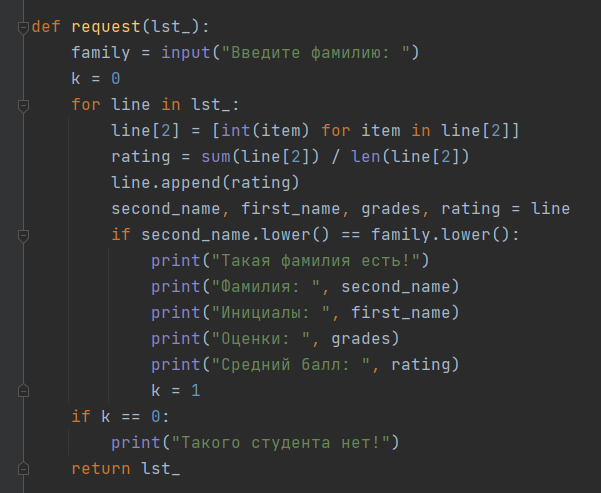 def request(lst_):
    family = input("Введите фамилию: ")
    k = 0
    for line in lst_:
        line[2] = [int(item) for item in line[2]]
        rating = sum(line[2]) / len(line[2])
        line.append(rating)
        second_name, first_name, grades, rating = line
        if second_name.lower() == family.lower():
            print("Такая фамилия есть!")
            print("Фамилия: ", second_name)
            print("Инициалы: ", first_name)
            print("Оценки: ", grades)
            print("Средний балл: ", rating)
            k = 1
    if k == 0:
        print("Такого студента нет!")
    return lst_